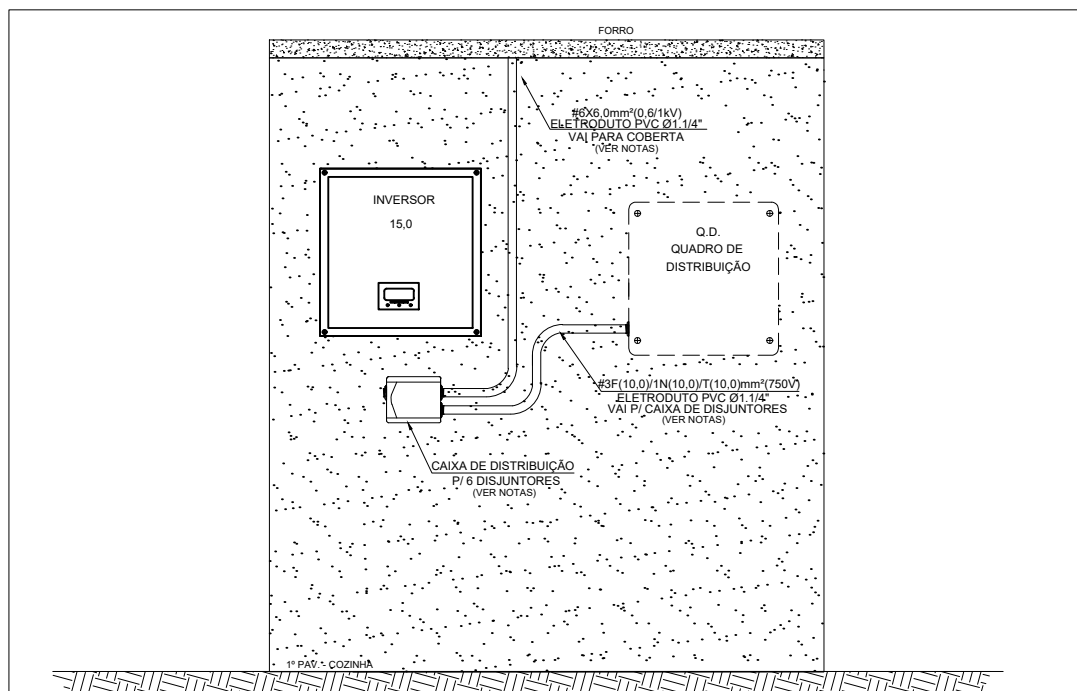 FORRO
#6X6,0mm²(0,6/1kV)
ELETRODUTO PVC Ø1.1/4"
VAI PARA COBERTA
(VER NOTAS)
INVERSOR
15,0
Q.D.
QUADRO DE
DISTRIBUIÇÃO
#3F(10,0)/1N(10,0)/T(10,0)mm²(750V)
ELETRODUTO PVC Ø1.1/4"
VAI P/ CAIXA DE DISJUNTORES
(VER NOTAS)
CAIXA DE DISTRIBUIÇÃO
P/ 6 DISJUNTORES
(VER NOTAS)
1º PAV. - COZINHA